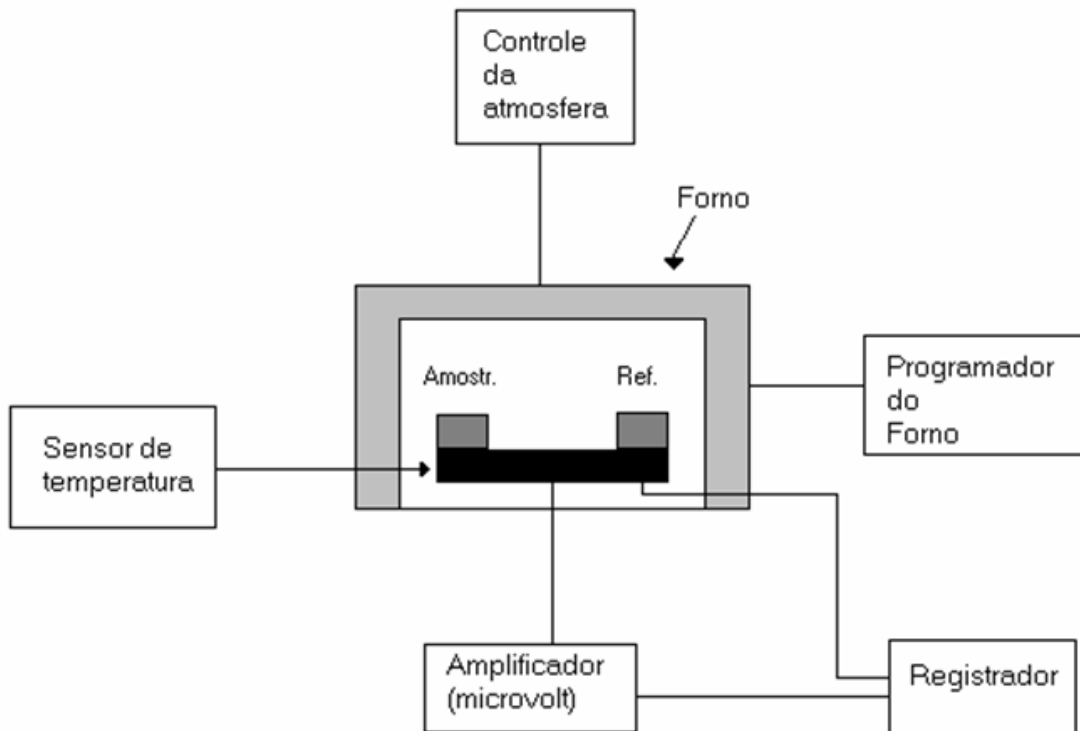 Controle
da
atmosfera
Forno
Amostr.
Ref.
Programador
do
Forno
Sensor de
temperatura
Amplificador
(microvolt)
Registrador